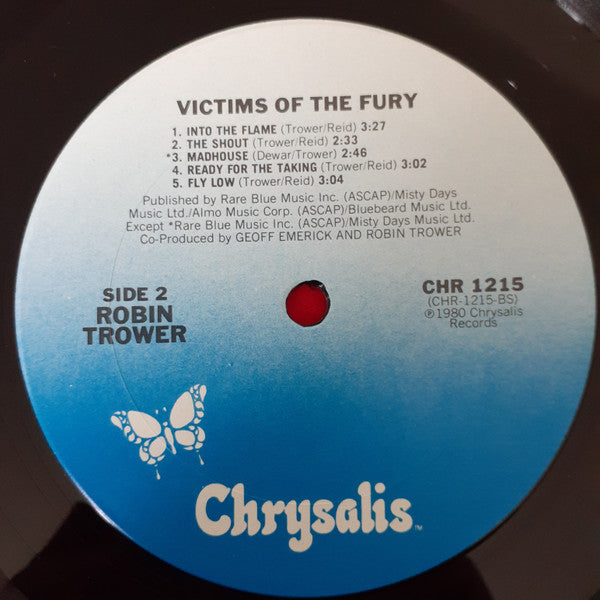 VICTIMS OF THE FURY
1. INTO THE FLAME (Trower/Reid) 3:27
2. THE SHOUT (Trower/Reid) 2:33
*3. MADHOUSE (Dewar/Trower) 2:46
4. READY FOR THE TAKING (Trower/Reid) 3:02
5. FLY LOW (Trower/Reid) 3:04
Published by Rare Blue Music Inc. (ASCAP)/Misty Days
Music Ltd./Almo Music Corp. (ASCAP)/Bluebeard Music Ltd.
Except *Rare Blue Music Inc. (ASCAP)/Misty Days Music Ltd.
Co-Produced by GEOFF EMERICK AND ROBIN TROWER
SIDE 2
ROBIN
TROWER
CHR 1215
(CHR-1215-BS)
℗1980 Chrysalis
Records
Chrysalis™